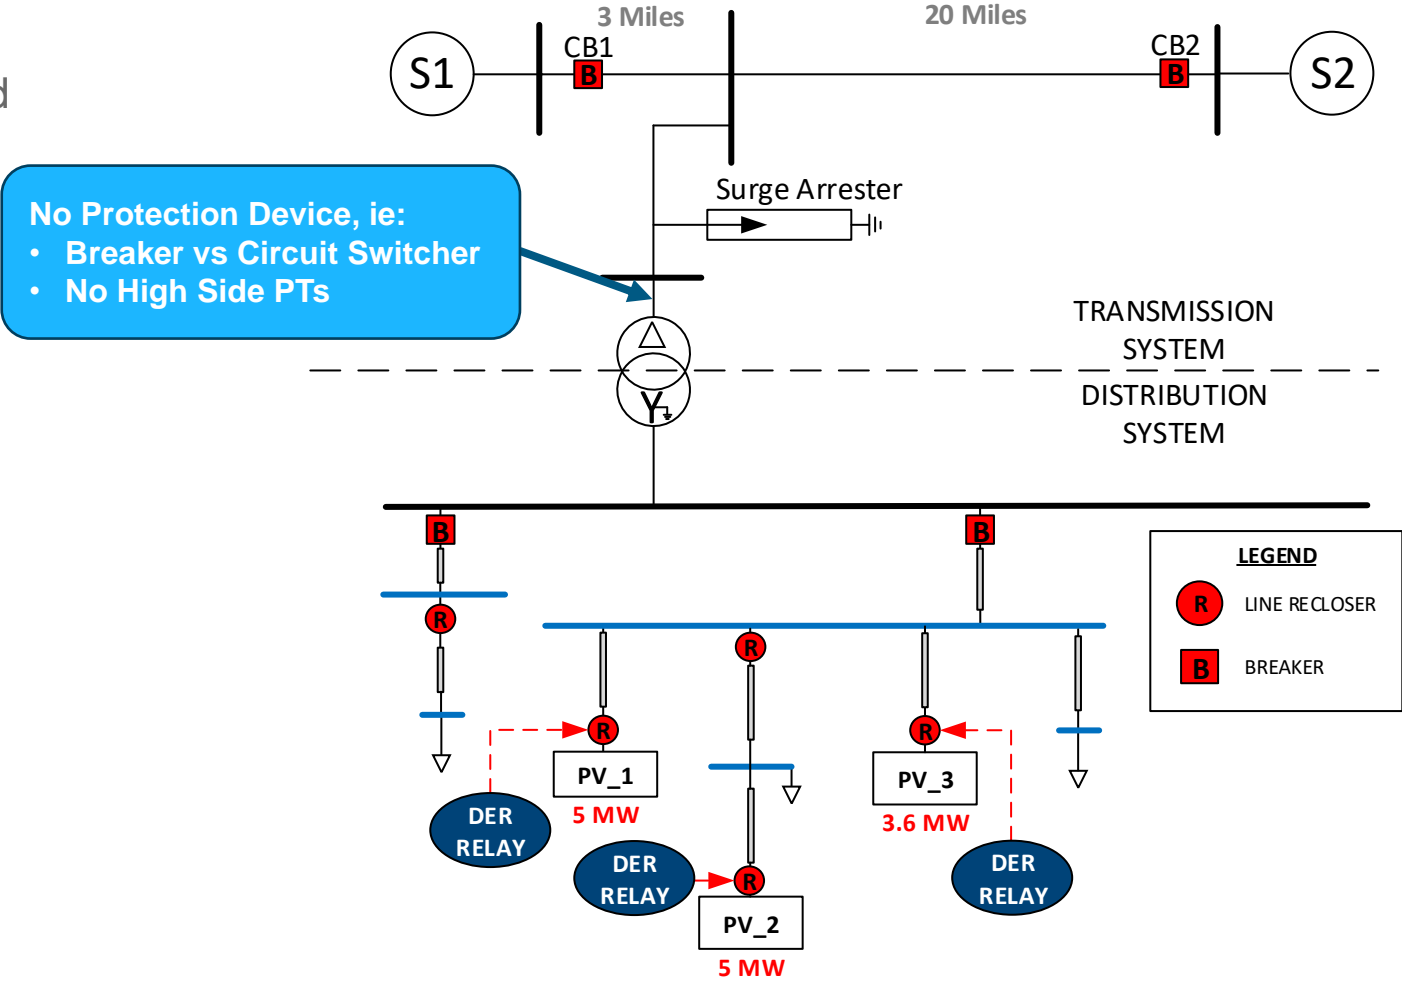 3 Miles
20 Miles
CB1
CB2
S1
B
B
S2
d
No Protection Device, ie:
• Breaker vs Circuit Switcher
• No High Side PTs
Surge Arrester
TRANSMISSION
SYSTEM
DISTRIBUTION
SYSTEM
B
B
LEGEND
R LINE RECLOSER
B BREAKER
R
R
R
R
PV_1
5 MW
PV_3
3.6 MW
DER
RELAY
DER
RELAY
R
DER
RELAY
PV_2
5 MW